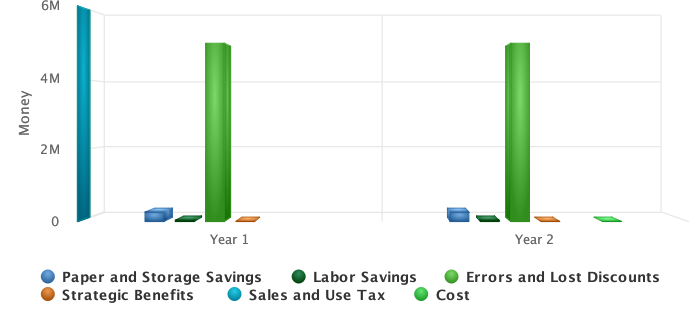 6M
4M
2M
0
Money
Year 1
Year 2
Paper and Storage Savings
Labor Savings
Errors and Lost Discounts
Strategic Benefits
Sales and Use Tax
Cost